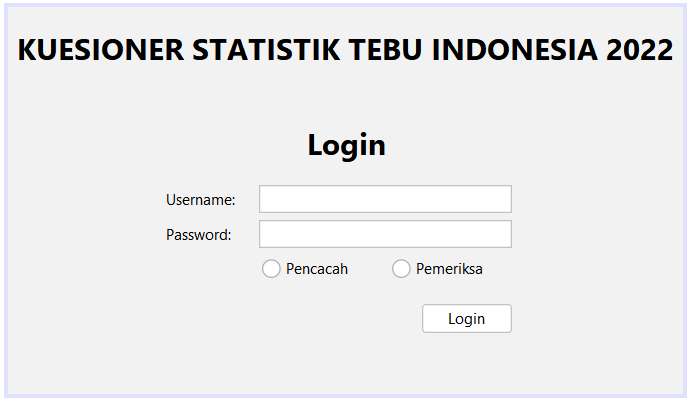 KUESIONER STATISTIK TEBU INDONESIA 2022
Login
Username:
Password:
Pencacah Pemeriksa
Login